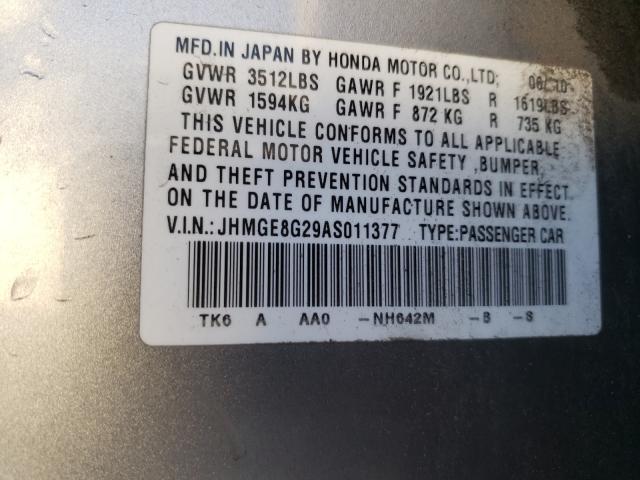 MFD.IN JAPAN BY HONDA MOTOR CO.,LTD;
GVWR 3512LBS GAWR F 1921LBS R 1619LBS
GVWR 1594KG GAWR F 872 KG R 735 KG
THIS VEHICLE CONFORMS TO ALL APPLICABLE
FEDERAL MOTOR VEHICLE SAFETY ,BUMPER,
AND THEFT PREVENTION STANDARDS IN EFFECT
ON THE DATE OF MANUFACTURE SHOWN ABOVE.
V.I.N.:JHMGE8G29AS011377 TYPE:PASSENGER CAR
TK6 A AA0 -NH642M -B -S